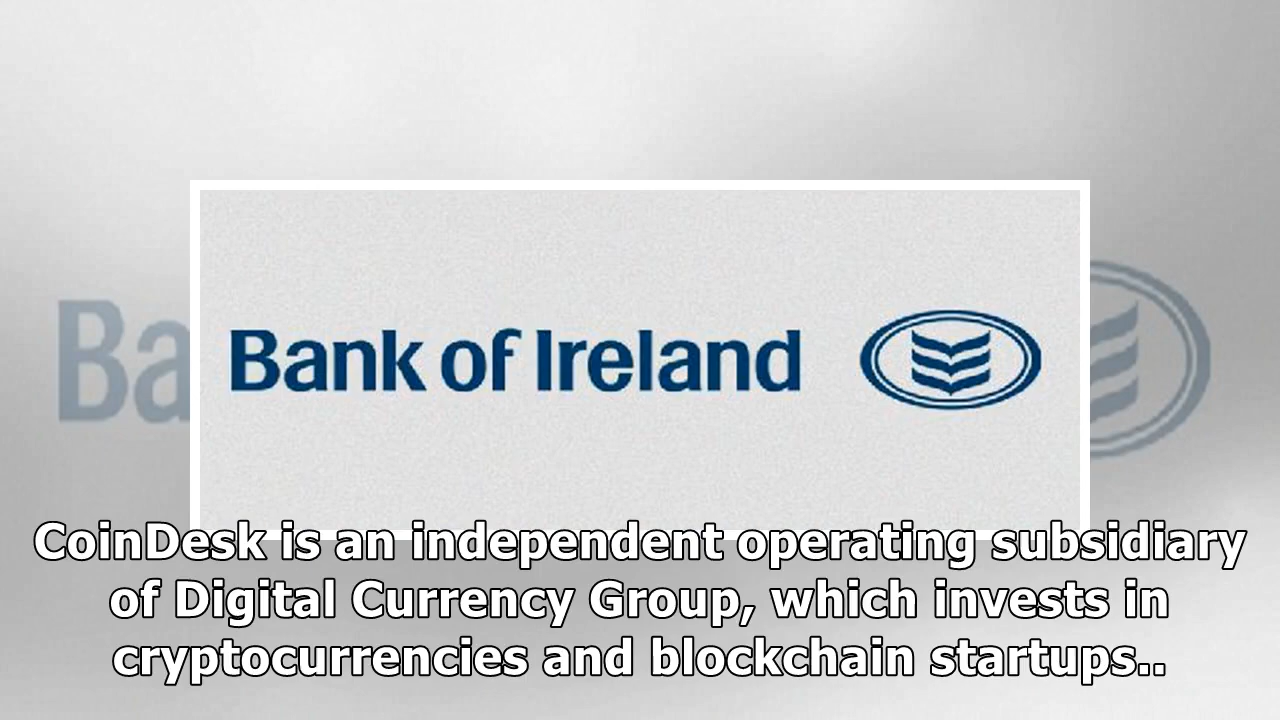 Ba
Bank of Ireland
CoinDesk is an independent operating subsidiary
of Digital Currency Group, which invests in
cryptocurrencies and blockchain startups..